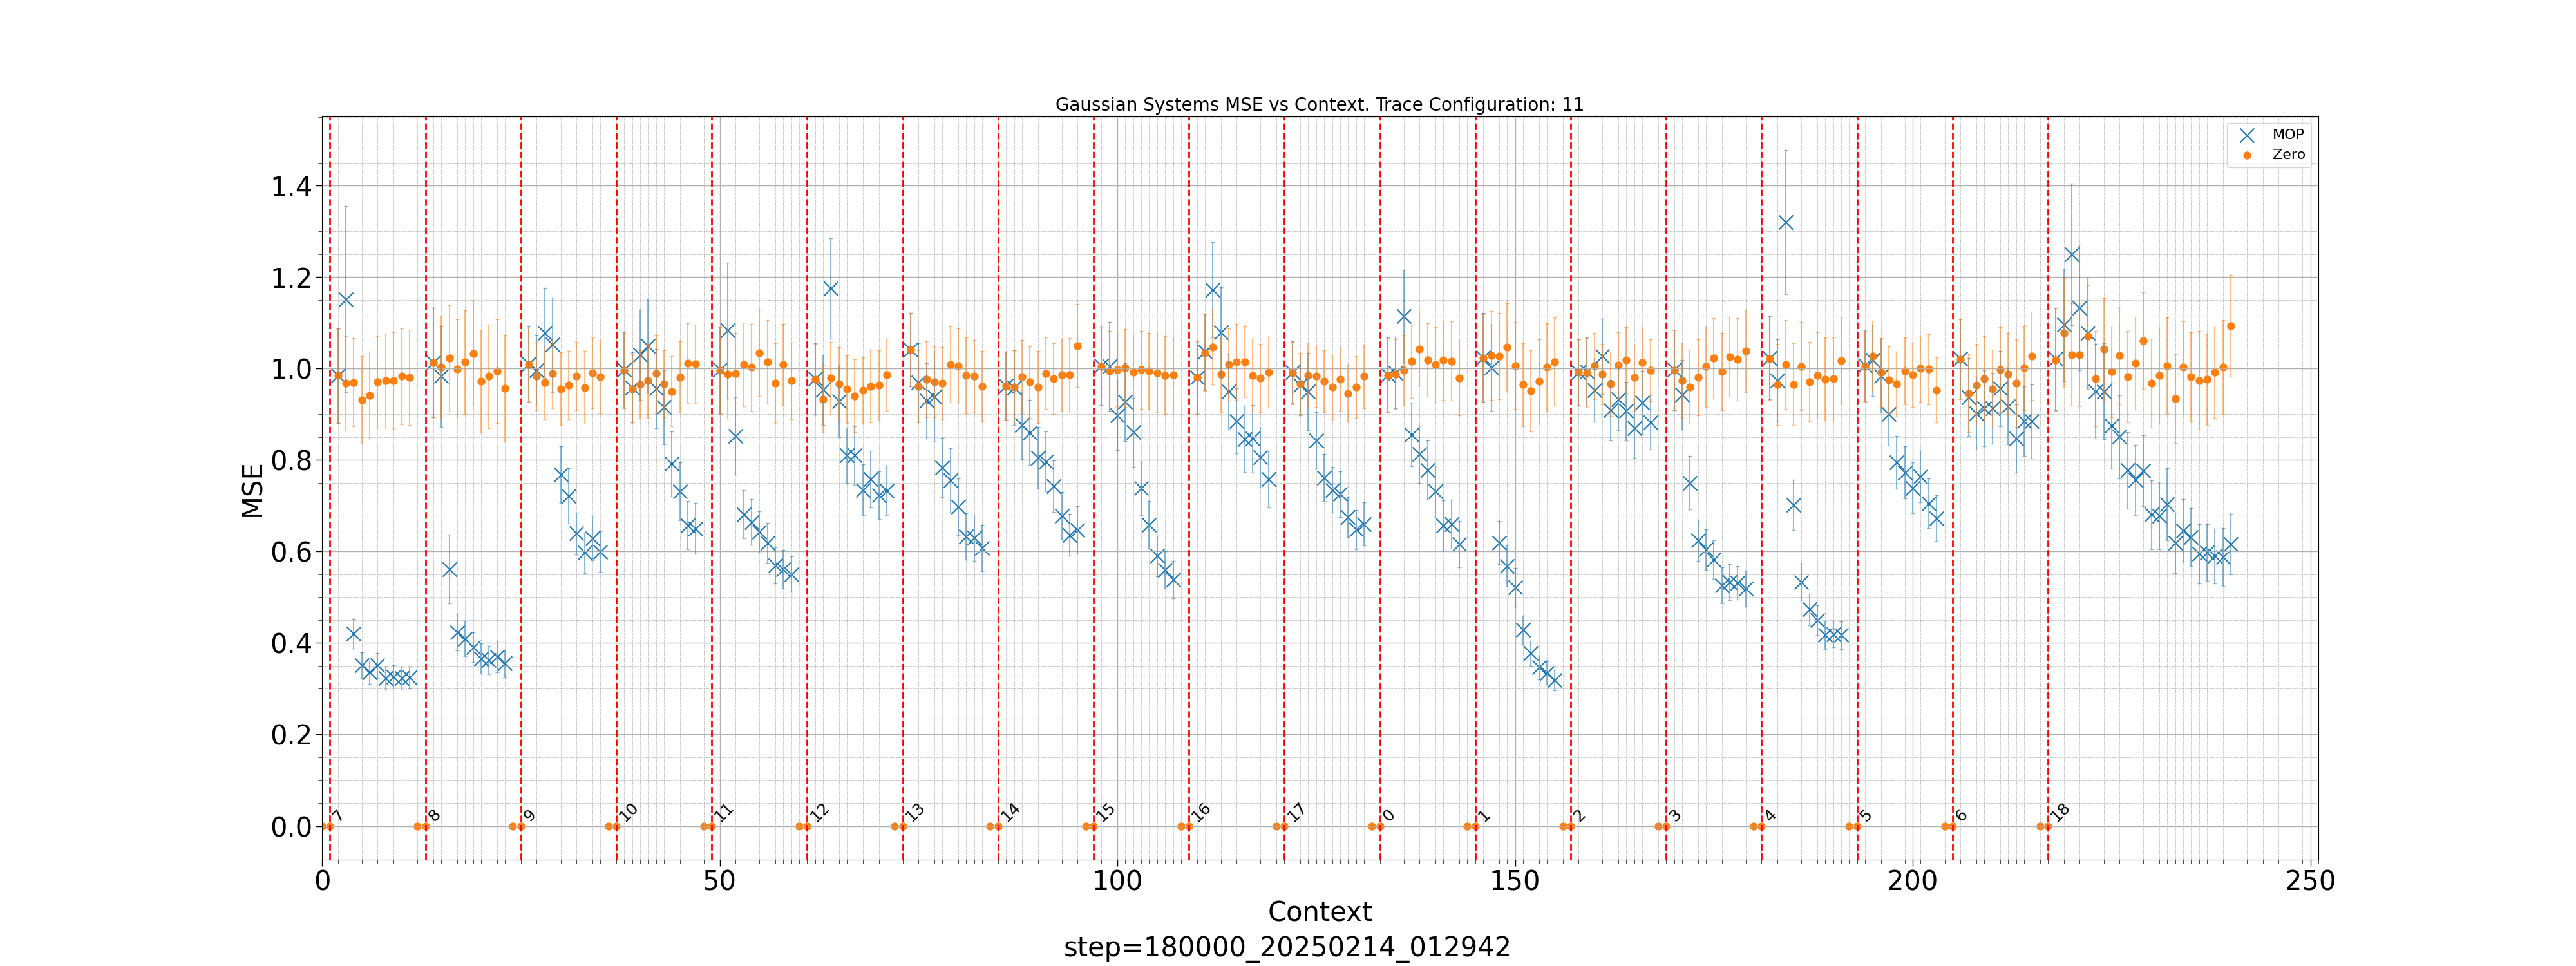 Gaussian Systems MSE vs Context. Trace Configuration: 11
MOP
Zero
MSE
1.4
1.2
1.0
0.8
0.6
0.4
0.2
0.0
7 8 9 10 11 12 13 14 15 16 17 0 1 2 3 4 5 6 18
0 50 100 150 200 250
Context
step=180000_20250214_012942